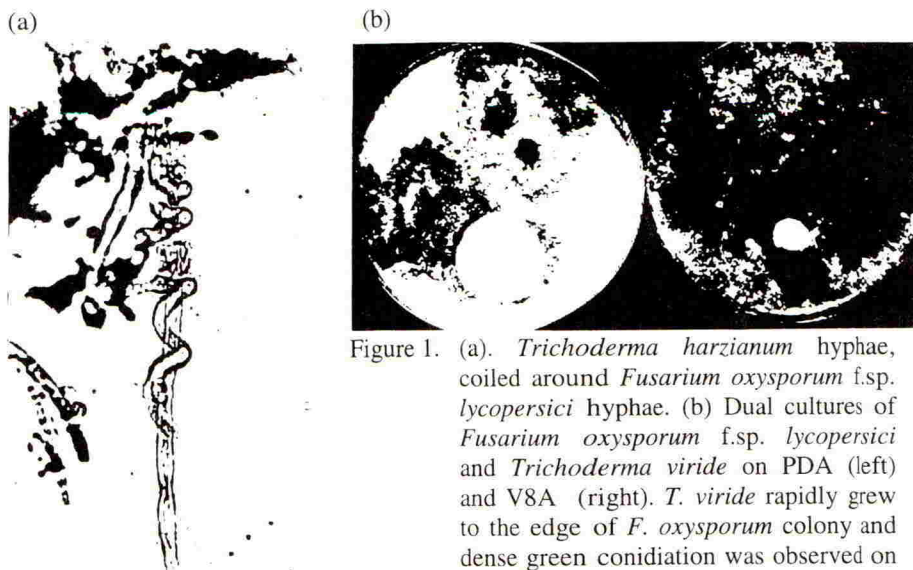 (a)
(b)
Figure 1. (a). Trichoderma harzianum hyphae,
coiled around Fusarium oxysporum f.sp.
lycopersici hyphae. (b) Dual cultures of
Fusarium oxysporum f.sp. lycopersici
and Trichoderma viride on PDA (left)
and V8A (right). T. viride rapidly grew
to the edge of F. oxysporum colony and
dense green conidiation was observed on